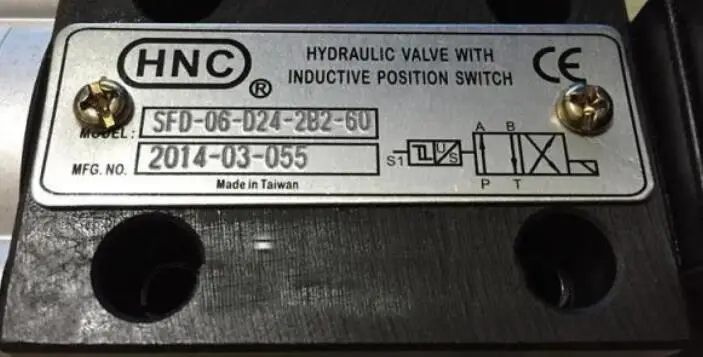 HNC ®
HYDRAULIC VALVE WITH
INDUCTIVE POSITION SWITCH
CE
MODEL: SFD-06-D24-2B2-60
MFG. NO. 2014-03-055
Made in Taiwan
S1 U S A B
P T